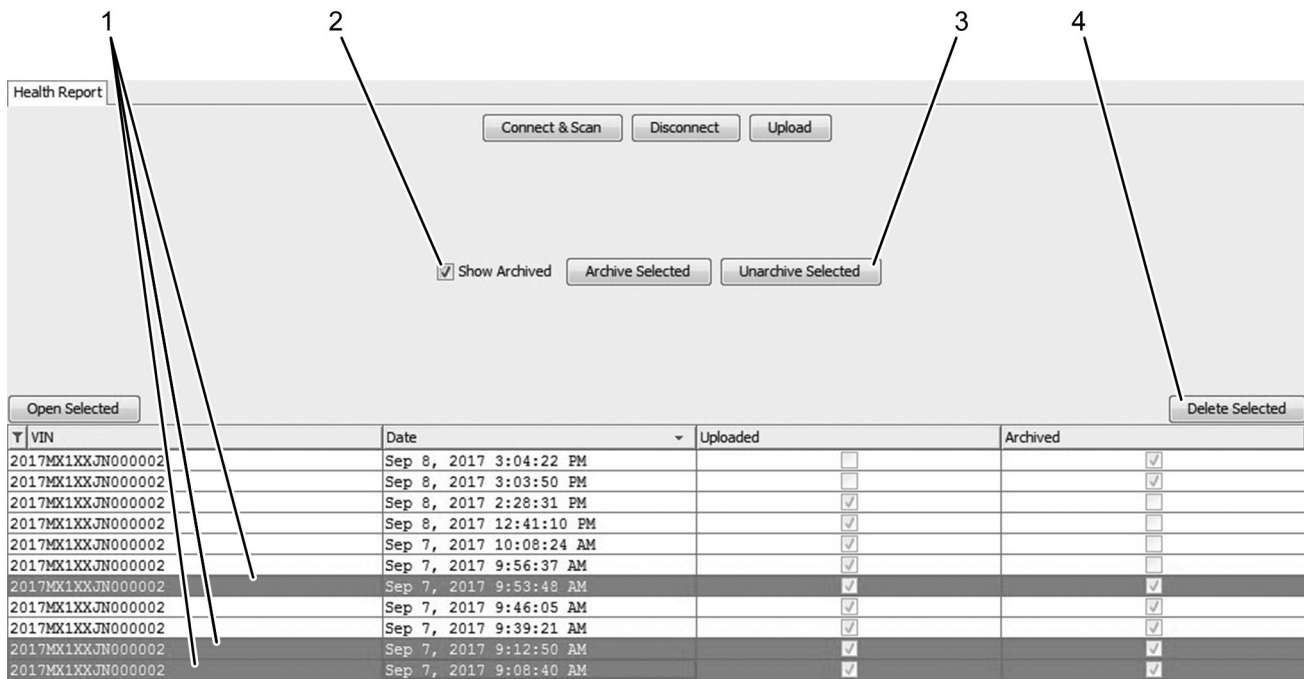 1 2 3 4
Health Report
Connect & Scan Disconnect Upload
Show Archived Archive Selected Unarchive Selected
Open Selected Delete Selected
VIN Date Uploaded Archived
2017MX1XXJN000002 Sep 8, 2017 3:04:22 PM
2017MX1XXJN000002 Sep 8, 2017 3:03:50 PM
2017MX1XXJN000002 Sep 8, 2017 2:28:31 PM
2017MX1XXJN000002 Sep 8, 2017 12:41:10 PM
2017MX1XXJN000002 Sep 7, 2017 10:08:24 AM
2017MX1XXJN000002 Sep 7, 2017 9:56:37 AM
2017MX1XXJN000002 Sep 7, 2017 9:53:48 AM
2017MX1XXJN000002 Sep 7, 2017 9:46:05 AM
2017MX1XXJN000002 Sep 7, 2017 9:39:21 AM
2017MX1XXJN000002 Sep 7, 2017 9:12:50 AM
2017MX1XXJN000002 Sep 7, 2017 9:08:40 AM